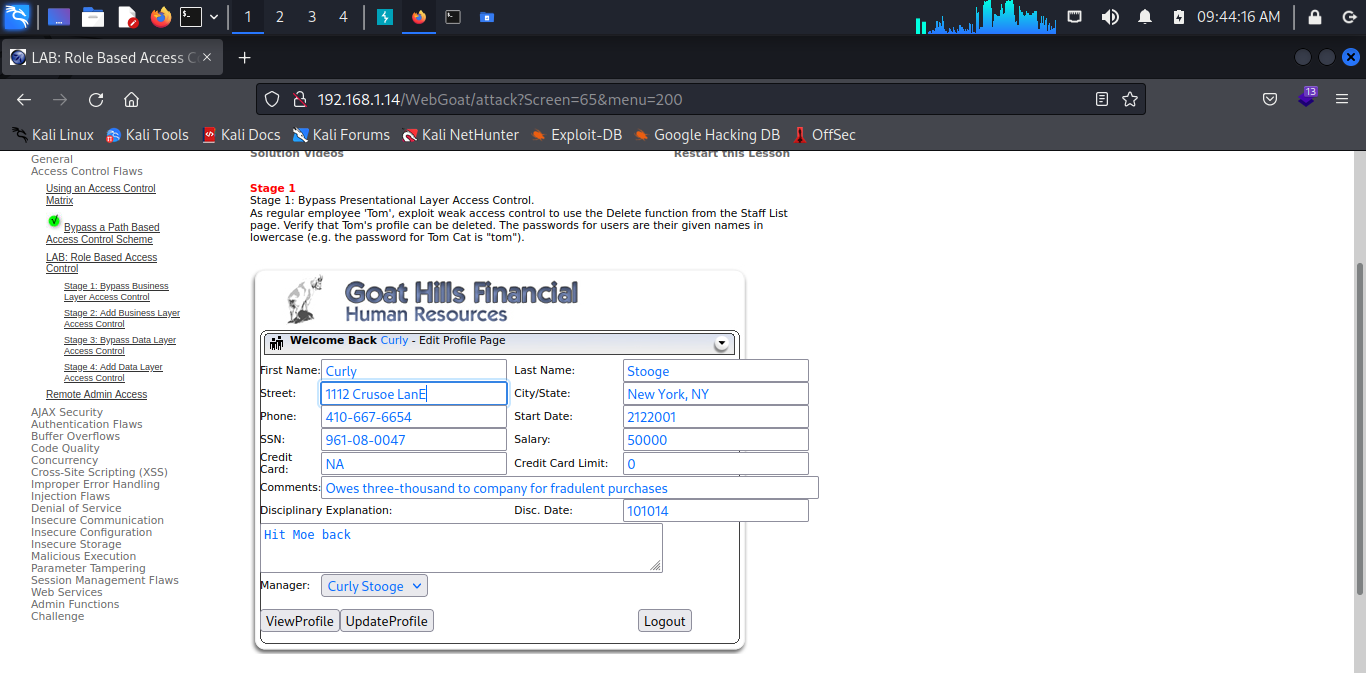 1 2 3 4 09:44:16 AM
LAB: Role Based Access Co
192.168.1.14/WebGoat/attack?Screen=65&menu=200
13
Kali Linux Kali Tools Kali Docs Kali Forums Kali NetHunter Exploit-DB Google Hacking DB OffSec
General
Access Control Flaws
Using an Access Control
Matrix
Bypass a Path Based
Access Control Scheme
LAB: Role Based Access
Control
Stage 1: Bypass Business
Layer Access Control
Stage 2: Add Business Layer
Access Control
Stage 3: Bypass Data Layer
Access Control
Stage 4: Add Data Layer
Access Control
Remote Admin Access
AJAX Security
Authentication Flaws
Buffer Overflows
Code Quality
Concurrency
Cross-Site Scripting (XSS)
Improper Error Handling
Injection Flaws
Denial of Service
Insecure Communication
Insecure Configuration
Insecure Storage
Malicious Execution
Parameter Tampering
Session Management Flaws
Web Services
Admin Functions
Challenge
Solution Videos Restart this Lesson
Stage 1
Stage 1: Bypass Presentational Layer Access Control.
As regular employee 'Tom', exploit weak access control to use the Delete function from the Staff List
page. Verify that Tom's profile can be deleted. The passwords for users are their given names in
lowercase (e.g. the password for Tom Cat is "tom").
Goat Hills Financial
Human Resources
Welcome Back Curly - Edit Profile Page
First Name: Curly Last Name: Stooge
Street: 1112 Crusoe LanE City/State: New York, NY
Phone: 410-667-6654 Start Date: 2122001
SSN: 961-08-0047 Salary: 50000
Credit
Card: NA Credit Card Limit: 0
Comments: Owes three-thousand to company for fradulent purchases
Disciplinary Explanation: Disc. Date: 101014
Hit Moe back
Manager: Curly Stooge
ViewProfile UpdateProfile Logout